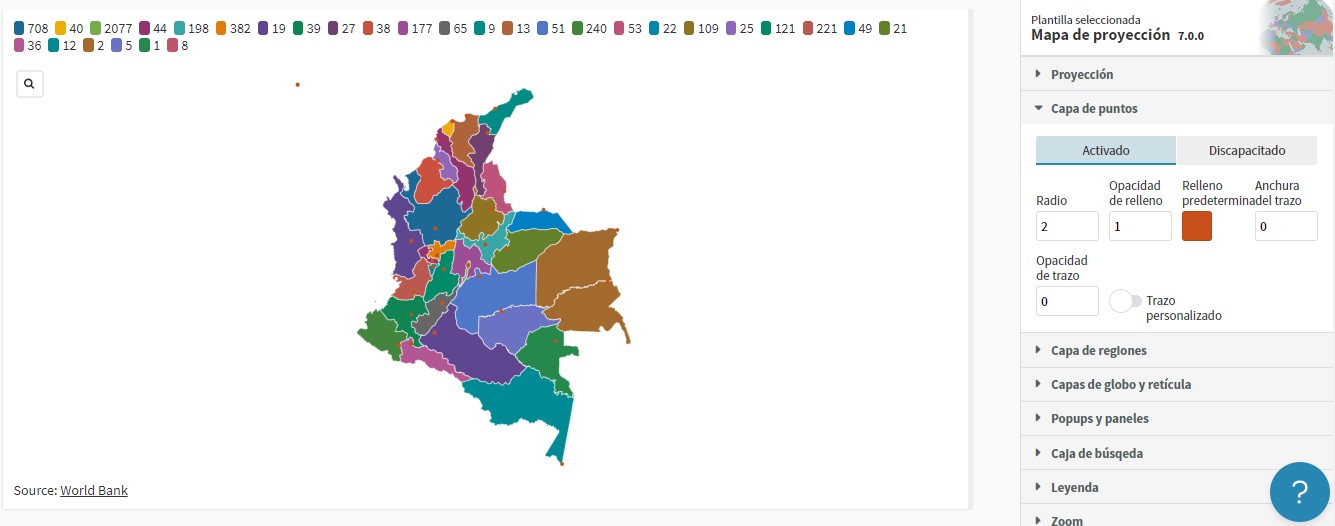 708 40 2077 44 198 382 19 39 27 38 177 65 9 13 51 240 53 22 109 25 121 221 49 21
36 12 2 5 1 8
Source: World Bank
Plantilla seleccionada
Mapa de proyección 7.0.0
Proyección
Capa de puntos
Activado Discapacitado
Radio
Opacidad
de relleno
Relleno
predeterminado
Anchura
del trazo
2 1 0
Opacidad
de trazo
0
Trazo
personalizado
Capa de regiones
Capas de globo y retícula
Popups y paneles
Caja de búsqeda
Leyenda
Zoom
?